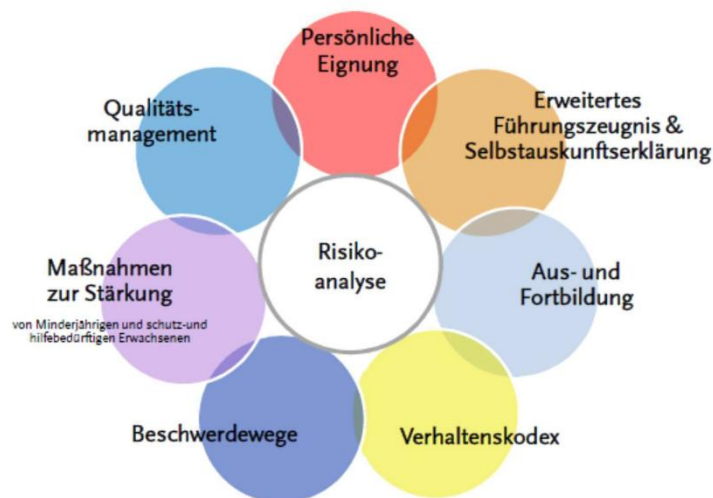 Persönliche
Eignung
Erweitertes
Führungszeugnis &
Selbstauskunftserklärung
Aus- und
Fortbildung
Verhaltenskodex
Beschwerdewege
Maßnahmen
zur Stärkung
von Minderjährigen und schutz-und
hilfebedürftigen Erwachsenen
Qualitäts-
management
Risiko-
analyse